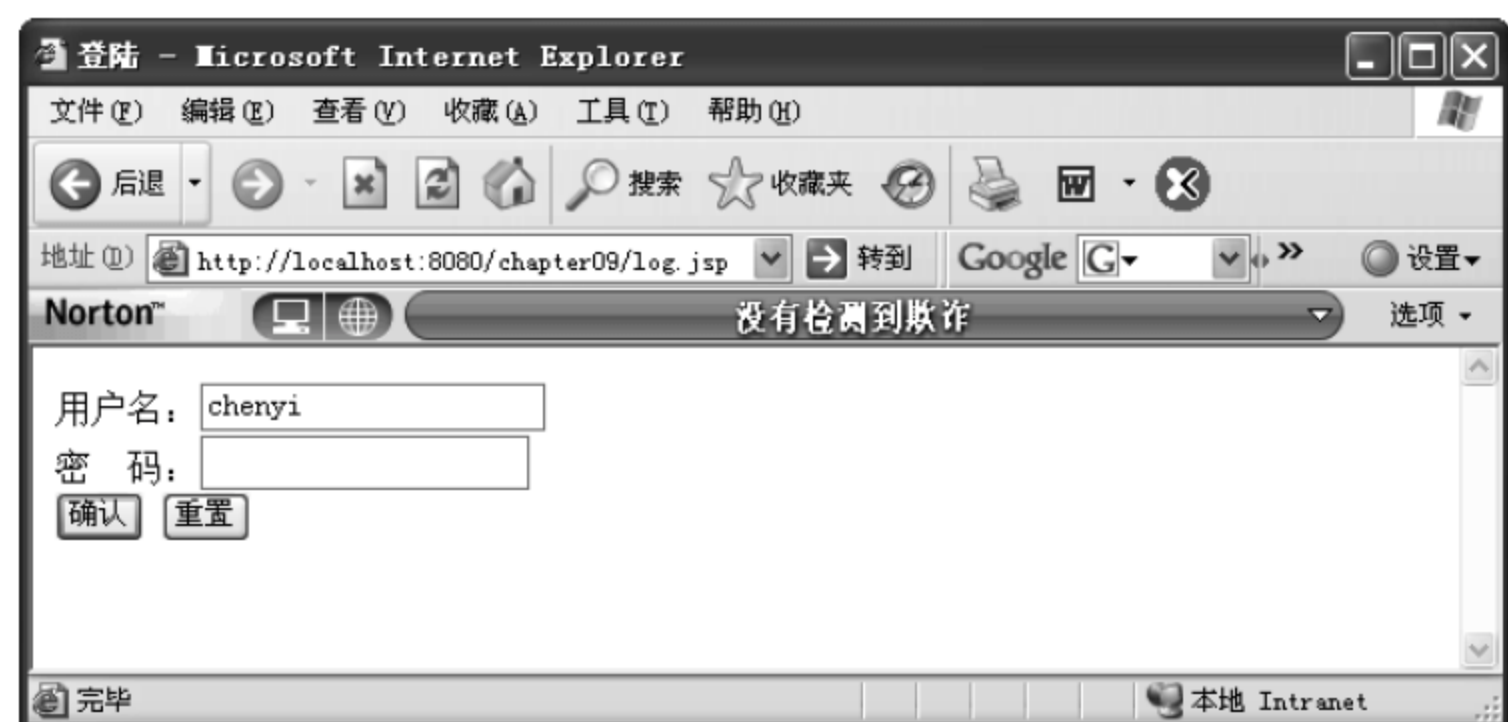 登陆 - Microsoft Internet Explorer
文件(F) 编辑(E) 查看(V) 收藏(A) 工具(T) 帮助(H)
后退 搜索 收藏夹
地址(D) http://localhost:8080/chapter09/log.jsp 转到 Google G 设置
Norton™ 没有检测到欺诈 选项
用户名：chenyi
密 码：
确认 重置
完毕 本地 Intranet